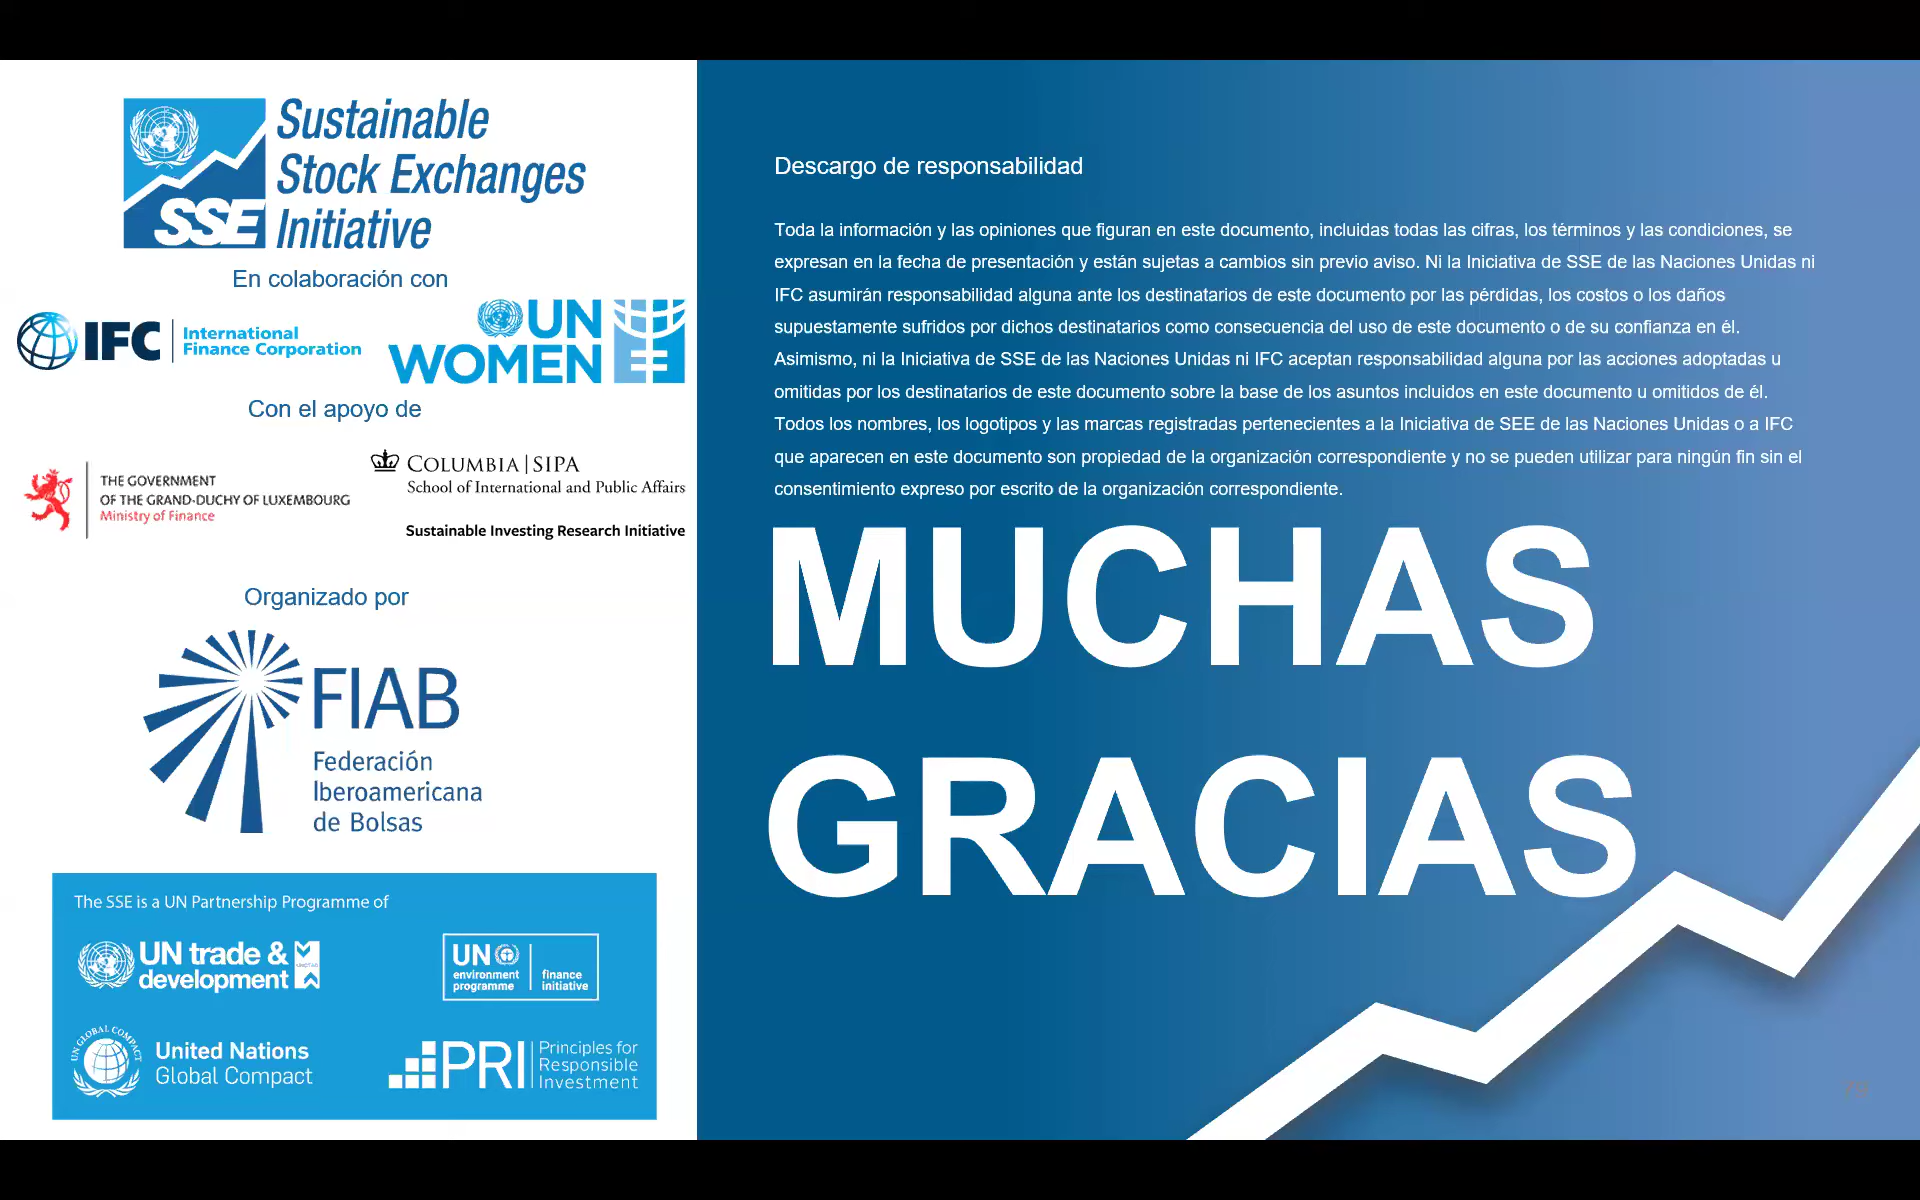 Sustainable
Stock Exchanges
Initiative
SSE
En colaboración con
IFC
International
Finance Corporation
UN
WOMEN
Con el apoyo de
THE GOVERNMENT
OF THE GRAND-DUCHY OF LUXEMBOURG
Ministry of Finance
COLUMBIA | SIPA
School of International and Public Affairs
Sustainable Investing Research Initiative
Organizado por
FIAB
Federación
Iberoamericana
de Bolsas
The SSE is a UN Partnership Programme of
UN trade &
development
UN
environment
programme
finance
initiative
UN GLOBAL COMPACT
United Nations
Global Compact
PRI
Principles for
Responsible
Investment
Descargo de responsabilidad
Toda la información y las opiniones que figuran en este documento, incluidas todas las cifras, los términos y las condiciones, se
expresan en la fecha de presentación y están sujetas a cambios sin previo aviso. Ni la Iniciativa de SSE de las Naciones Unidas ni
IFC asumirán responsabilidad alguna ante los destinatarios de este documento por las pérdidas, los costos o los daños
supuestamente sufridos por dichos destinatarios como consecuencia del uso de este documento o de su confianza en él.
Asimismo, ni la Iniciativa de SSE de las Naciones Unidas ni IFC aceptan responsabilidad alguna por las acciones adoptadas u
omitidas por los destinatarios de este documento sobre la base de los asuntos incluidos en este documento u omitidos de él.
Todos los nombres, los logotipos y las marcas registradas pertenecientes a la Iniciativa de SEE de las Naciones Unidas o a IFC
que aparecen en este documento son propiedad de la organización correspondiente y no se pueden utilizar para ningún fin sin el
consentimiento expreso por escrito de la organización correspondiente.
MUCHAS
GRACIAS